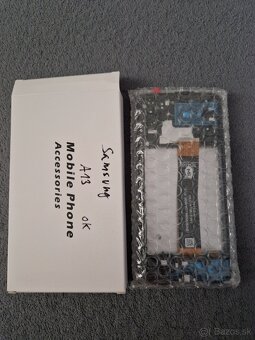 Mobile Phone
Accessories
Samsung
A13
OK
Bazos.sk